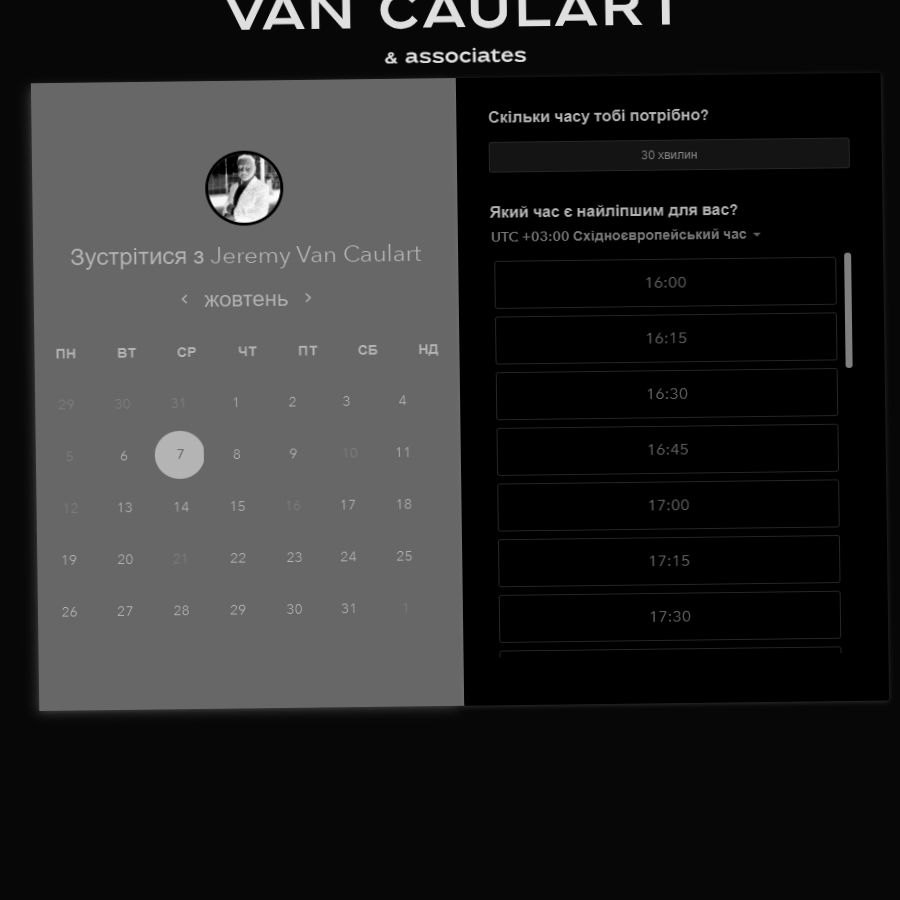 VAN CAULART
& associates
Зустрітися з Jeremy Van Caulart
жовтень
ПН ВТ СР ЧТ ПТ СБ НД
29 30 31 1 2 3 4
5 6 7 8 9 10 11
12 13 14 15 16 17 18
19 20 21 22 23 24 25
26 27 28 29 30 31 1
Скільки часу тобі потрібно?
30 хвилин
Який час є найліпшим для вас?
UTC +03:00 Східноєвропейський час
16:00
16:15
16:30
16:45
17:00
17:15
17:30